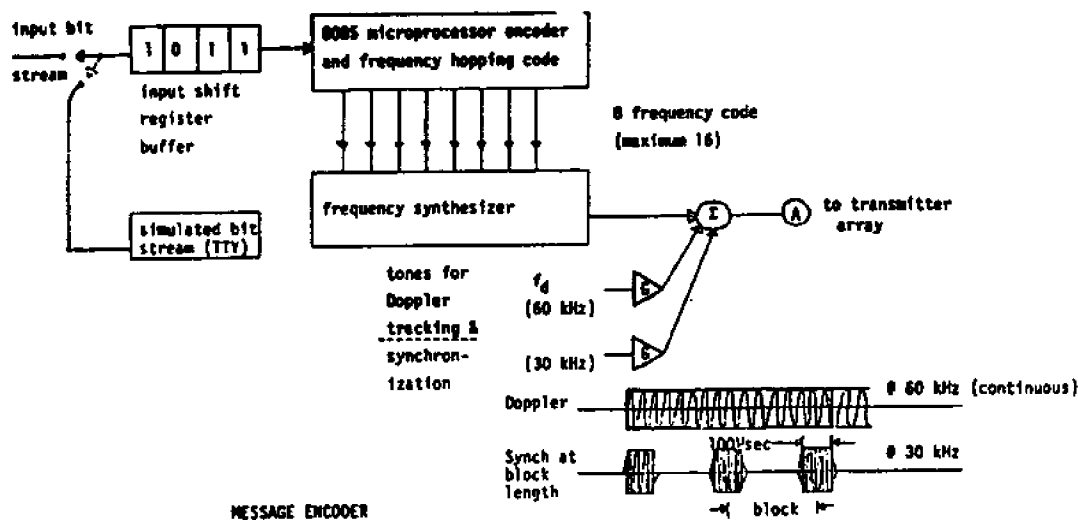 input bit
stream
1 0 1 1
input shift
register
buffer
8085 microprocessor encoder
and frequency hopping code
8 frequency code
(maximum 16)
frequency synthesizer
simulated bit
stream (TTY)
Σ
A
to transmitter
array
tones for
Doppler
tracking &
synchron-
ization
fd
(60 kHz)
G
(30 kHz)
G
Doppler
@ 60 kHz (continuous)
100µsec
Synch at
block
length
@ 30 kHz
block
MESSAGE ENCODER